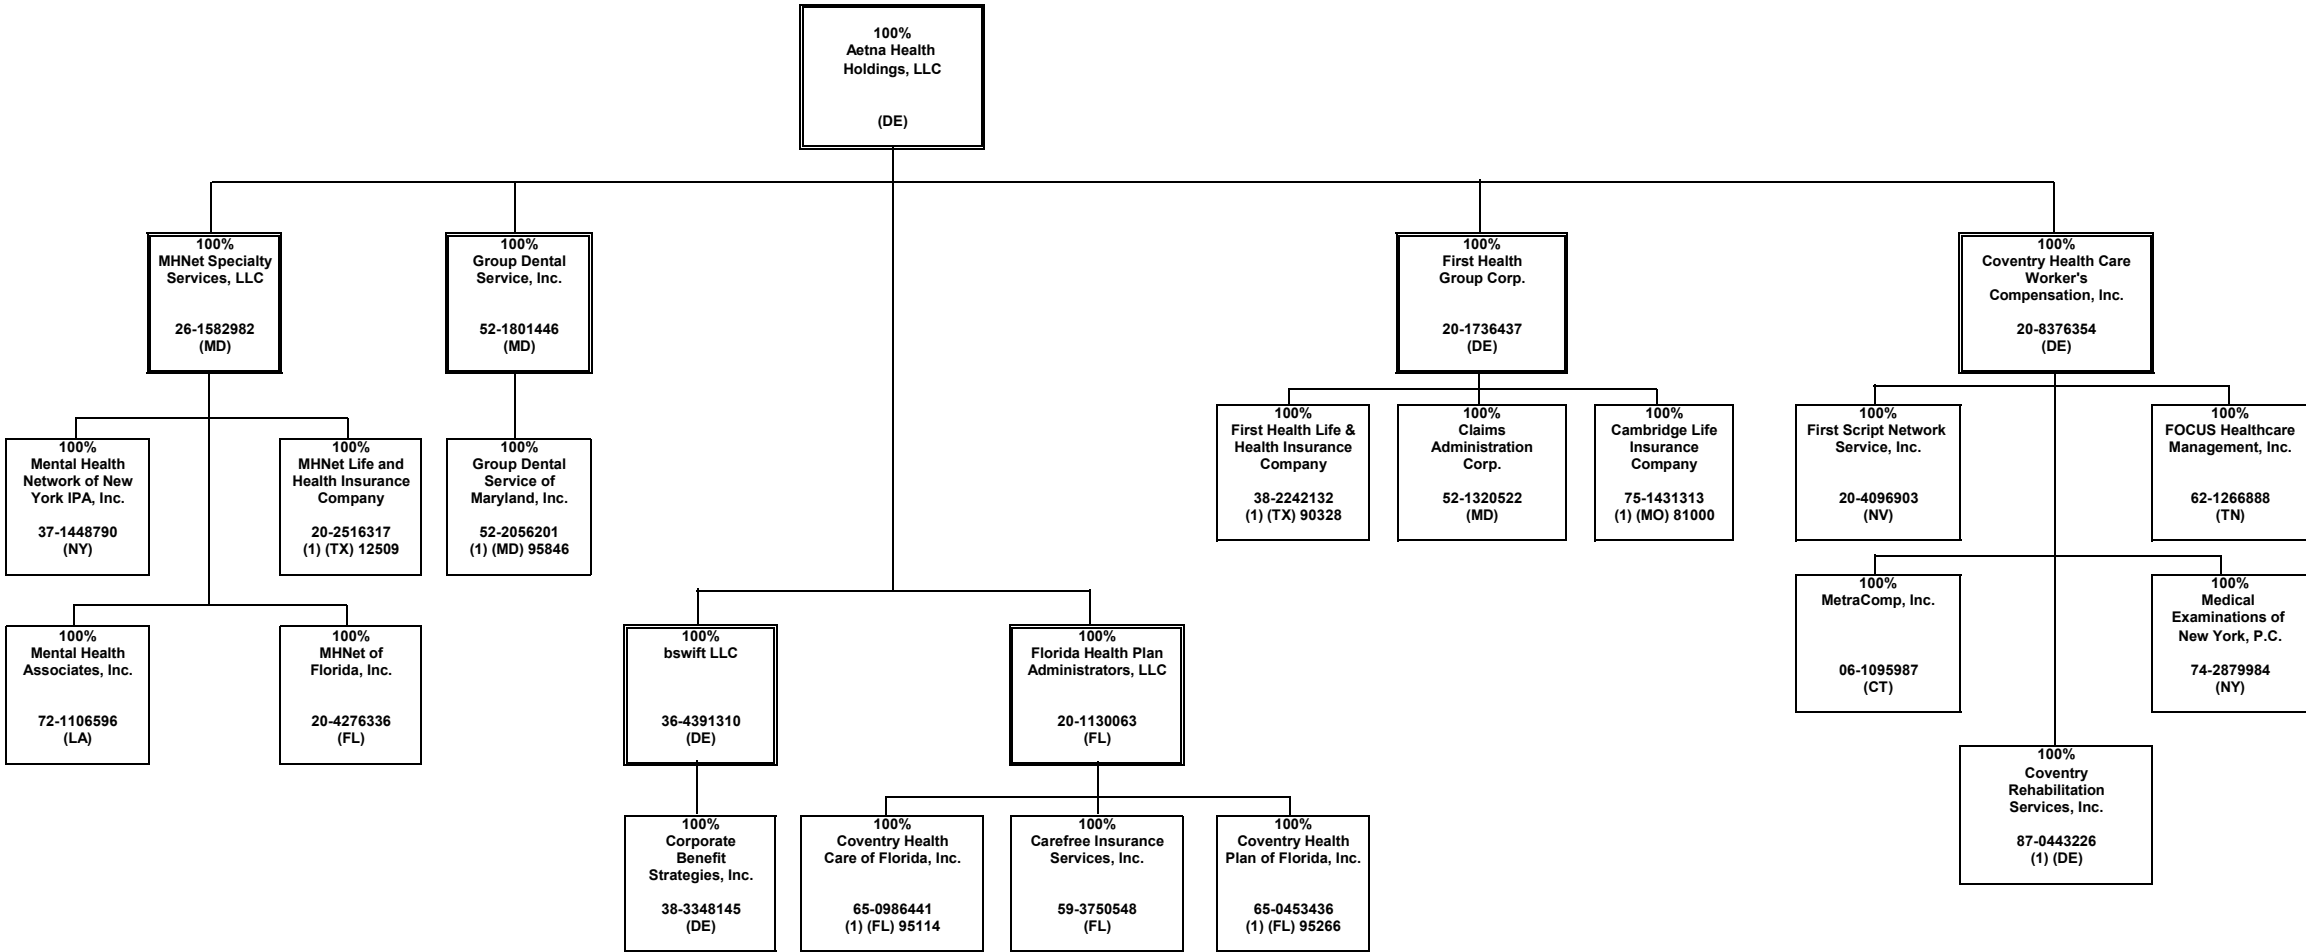 100%
Aetna Health
Holdings, LLC
(DE)
100%
MHNet Specialty
Services, LLC
26-1582982
(MD)
100%
Group Dental
Service, Inc.
52-1801446
(MD)
100%
First Health
Group Corp.
20-1736437
(DE)
100%
Coventry Health Care
Worker's
Compensation, Inc.
20-8376354
(DE)
100%
Mental Health
Network of New
York IPA, Inc.
37-1448790
(NY)
100%
MHNet Life and
Health Insurance
Company
20-2516317
(1) (TX) 12509
100%
Group Dental
Service of
Maryland, Inc.
52-2056201
(1) (MD) 95846
100%
First Health Life &
Health Insurance
Company
38-2242132
(1) (TX) 90328
100%
Claims
Administration
Corp.
52-1320522
(MD)
100%
Cambridge Life
Insurance
Company
75-1431313
(1) (MO) 81000
100%
First Script Network
Service, Inc.
20-4096903
(NV)
100%
FOCUS Healthcare
Management, Inc.
62-1266888
(TN)
100%
Mental Health
Associates, Inc.
72-1106596
(LA)
100%
MHNet of
Florida, Inc.
20-4276336
(FL)
100%
bswift LLC
36-4391310
(DE)
100%
Florida Health Plan
Administrators, LLC
20-1130063
(FL)
100%
MetraComp, Inc.
06-1095987
(CT)
100%
Medical
Examinations of
New York, P.C.
74-2879984
(NY)
100%
Coventry
Rehabilitation
Services, Inc.
87-0443226
(1) (DE)
100%
Corporate
Benefit
Strategies, Inc.
38-3348145
(DE)
100%
Coventry Health
Care of Florida, Inc.
65-0986441
(1) (FL) 95114
100%
Carefree Insurance
Services, Inc.
59-3750548
(FL)
100%
Coventry Health
Plan of Florida, Inc.
65-0453436
(1) (FL) 95266